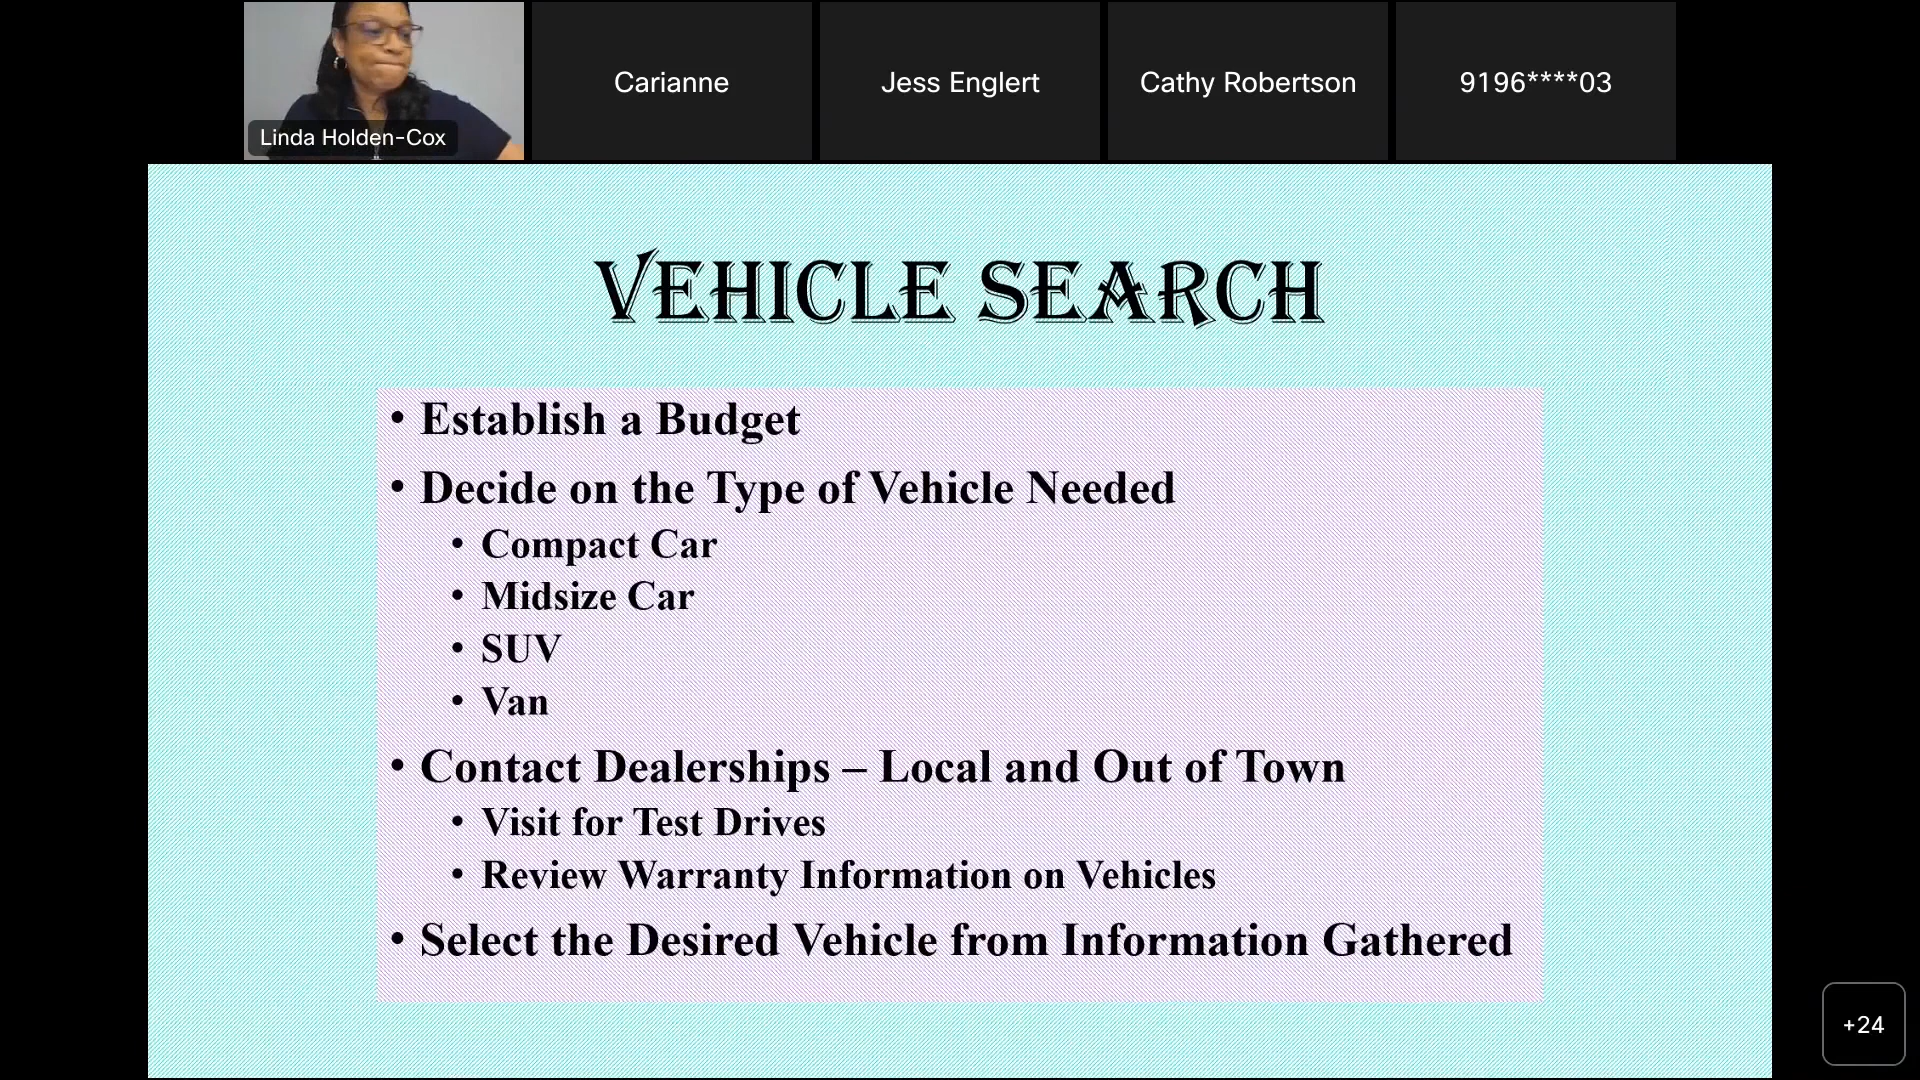 Linda Holden-Cox
Carianne
Jess Englert
Cathy Robertson
9196****03
VEHICLE SEARCH
• Establish a Budget
• Decide on the Type of Vehicle Needed
• Compact Car
• Midsize Car
• SUV
• Van
• Contact Dealerships – Local and Out of Town
• Visit for Test Drives
• Review Warranty Information on Vehicles
• Select the Desired Vehicle from Information Gathered
+24